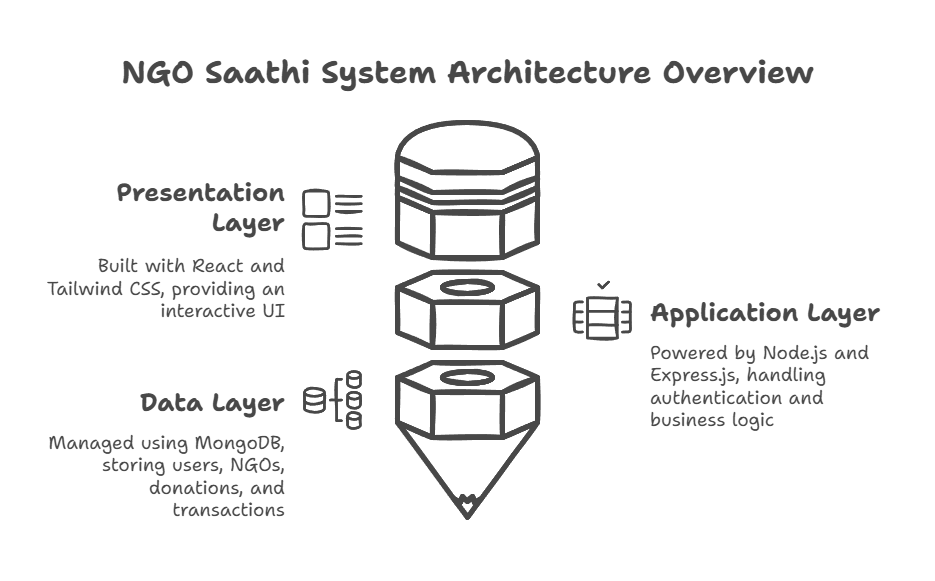 NGO Saathi System Architecture Overview
Presentation
Layer
Built with React and
Tailwind CSS, providing an
interactive UI
Application Layer
Powered by Node.js and
Express.js, handling
authentication and
business logic
Data Layer
Managed using MongoDB,
storing users, NGOs,
donations, and
transactions